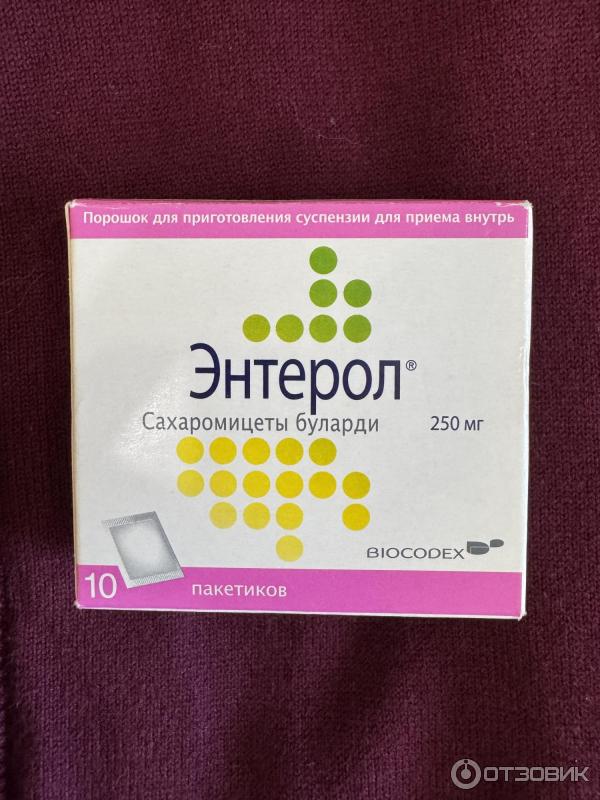 Порошок для приготовления суспензии для приема внутрь
Энтерол®
Сахаромицеты буларди 250 мг
BIOCODEX
10 пакетиков
ОТЗОВИК